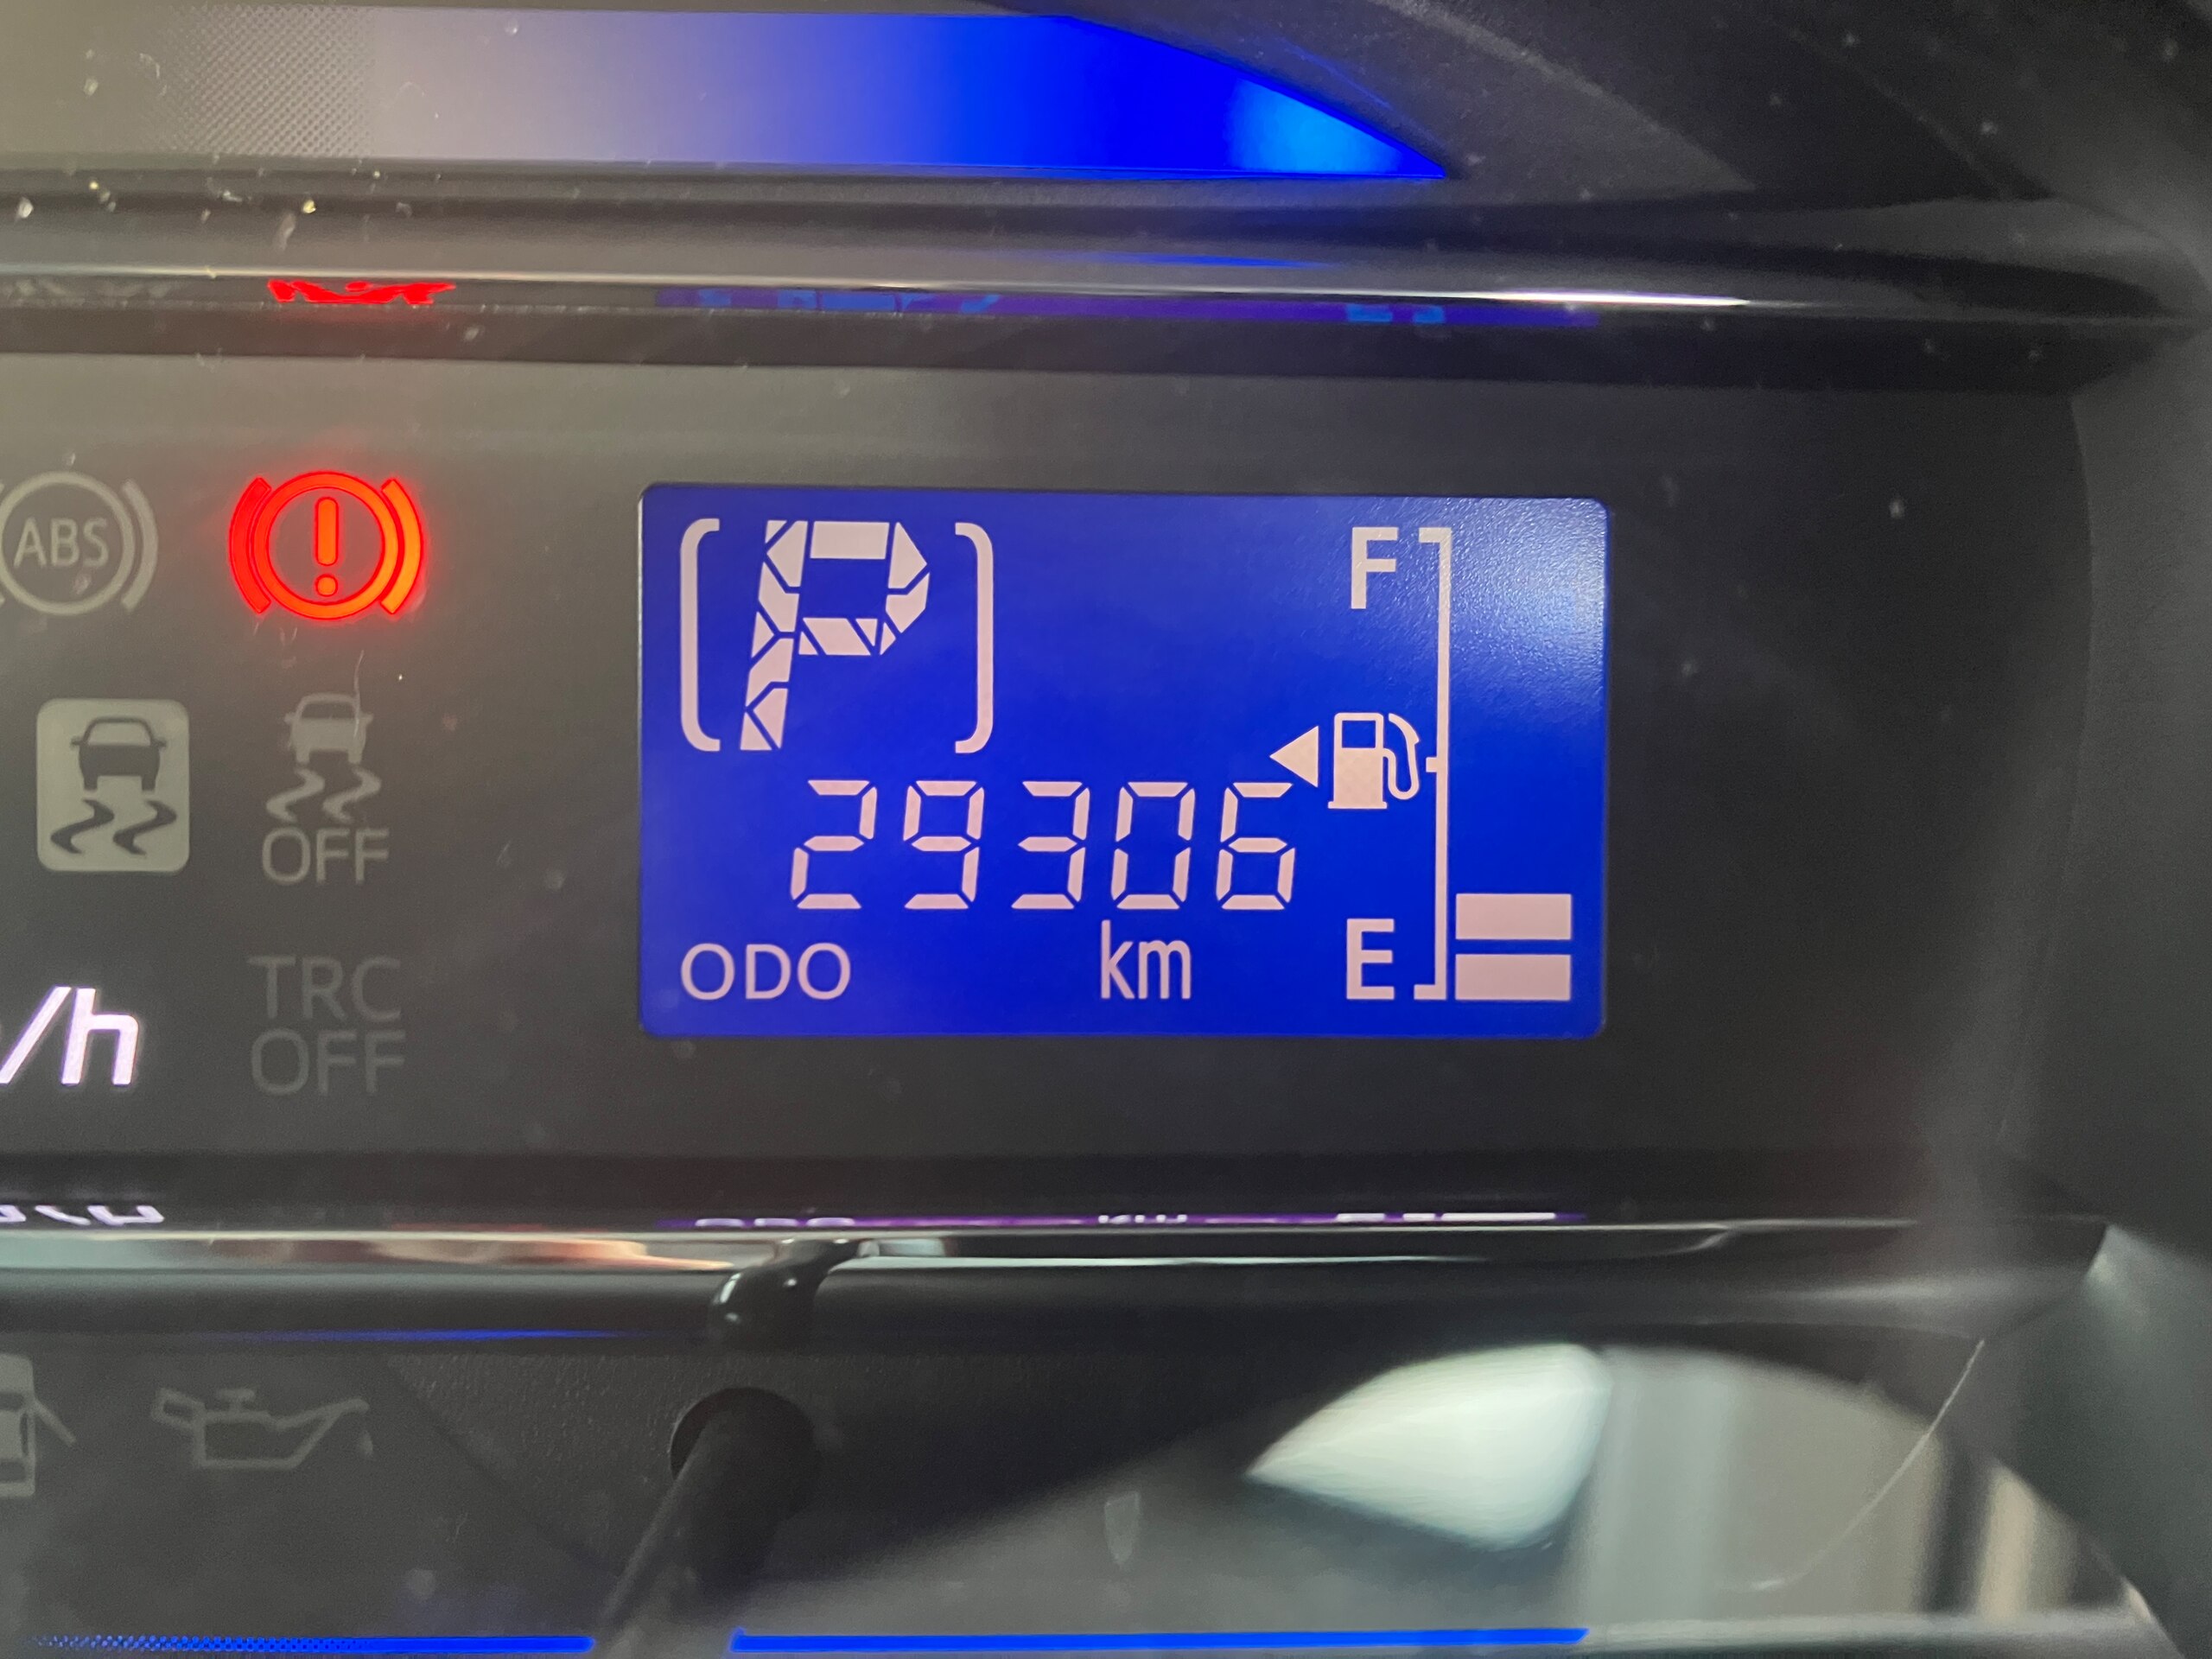 ABS
[P] F
OFF
29306
ODO km E
TRC
OFF
/h